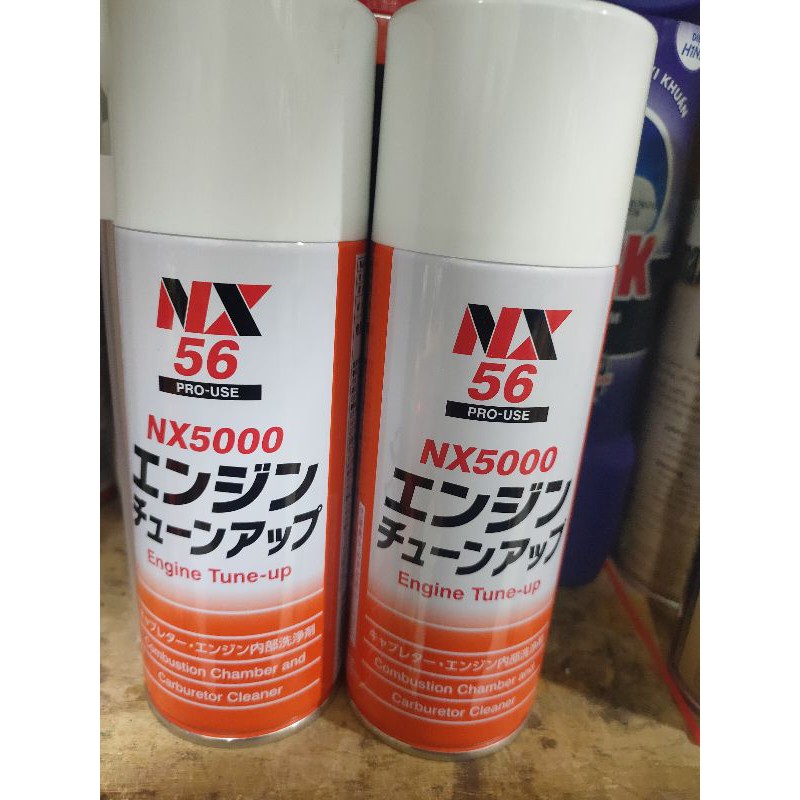 NX
56
PRO-USE
NX5000
エンジン
チューンアップ
Engine Tune-up
キャブレター・エンジン内部洗浄剤
Combustion Chamber and
Carburetor Cleaner
NX
56
PRO-USE
NX5000
エンジン
チューンアップ
Engine Tune-up
キャブレター・エンジン内部洗浄剤
Combustion Chamber and
Carburetor Cleaner
VI KHUẨN
K